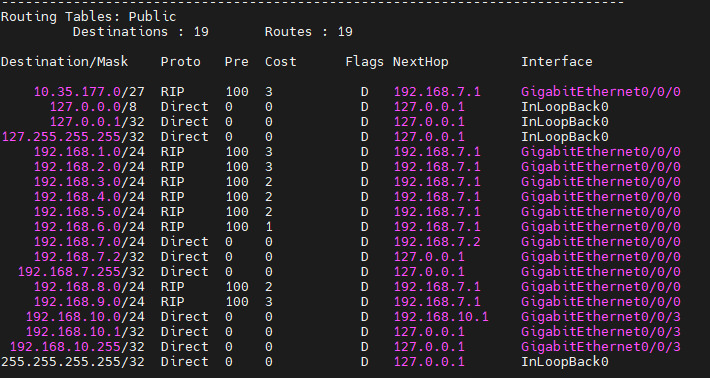 ------------------------------------------------------------------------------
Routing Tables: Public
         Destinations : 19       Routes : 19

Destination/Mask    Proto   Pre  Cost      Flags NextHop         Interface

    10.35.177.0/27  RIP     100  3           D   192.168.7.1     GigabitEthernet0/0/0
      127.0.0.0/8   Direct  0    0           D   127.0.0.1       InLoopBack0
      127.0.0.1/32  Direct  0    0           D   127.0.0.1       InLoopBack0
127.255.255.255/32  Direct  0    0           D   127.0.0.1       InLoopBack0
    192.168.1.0/24  RIP     100  3           D   192.168.7.1     GigabitEthernet0/0/0
    192.168.2.0/24  RIP     100  3           D   192.168.7.1     GigabitEthernet0/0/0
    192.168.3.0/24  RIP     100  2           D   192.168.7.1     GigabitEthernet0/0/0
    192.168.4.0/24  RIP     100  2           D   192.168.7.1     GigabitEthernet0/0/0
    192.168.5.0/24  RIP     100  2           D   192.168.7.1     GigabitEthernet0/0/0
    192.168.6.0/24  RIP     100  1           D   192.168.7.1     GigabitEthernet0/0/0
    192.168.7.0/24  Direct  0    0           D   192.168.7.2     GigabitEthernet0/0/0
    192.168.7.2/32  Direct  0    0           D   127.0.0.1       GigabitEthernet0/0/0
  192.168.7.255/32  Direct  0    0           D   127.0.0.1       GigabitEthernet0/0/0
    192.168.8.0/24  RIP     100  2           D   192.168.7.1     GigabitEthernet0/0/0
    192.168.9.0/24  RIP     100  3           D   192.168.7.1     GigabitEthernet0/0/0
   192.168.10.0/24  Direct  0    0           D   192.168.10.1    GigabitEthernet0/0/3
   192.168.10.1/32  Direct  0    0           D   127.0.0.1       GigabitEthernet0/0/3
 192.168.10.255/32  Direct  0    0           D   127.0.0.1       GigabitEthernet0/0/3
255.255.255.255/32  Direct  0    0           D   127.0.0.1       InLoopBack0